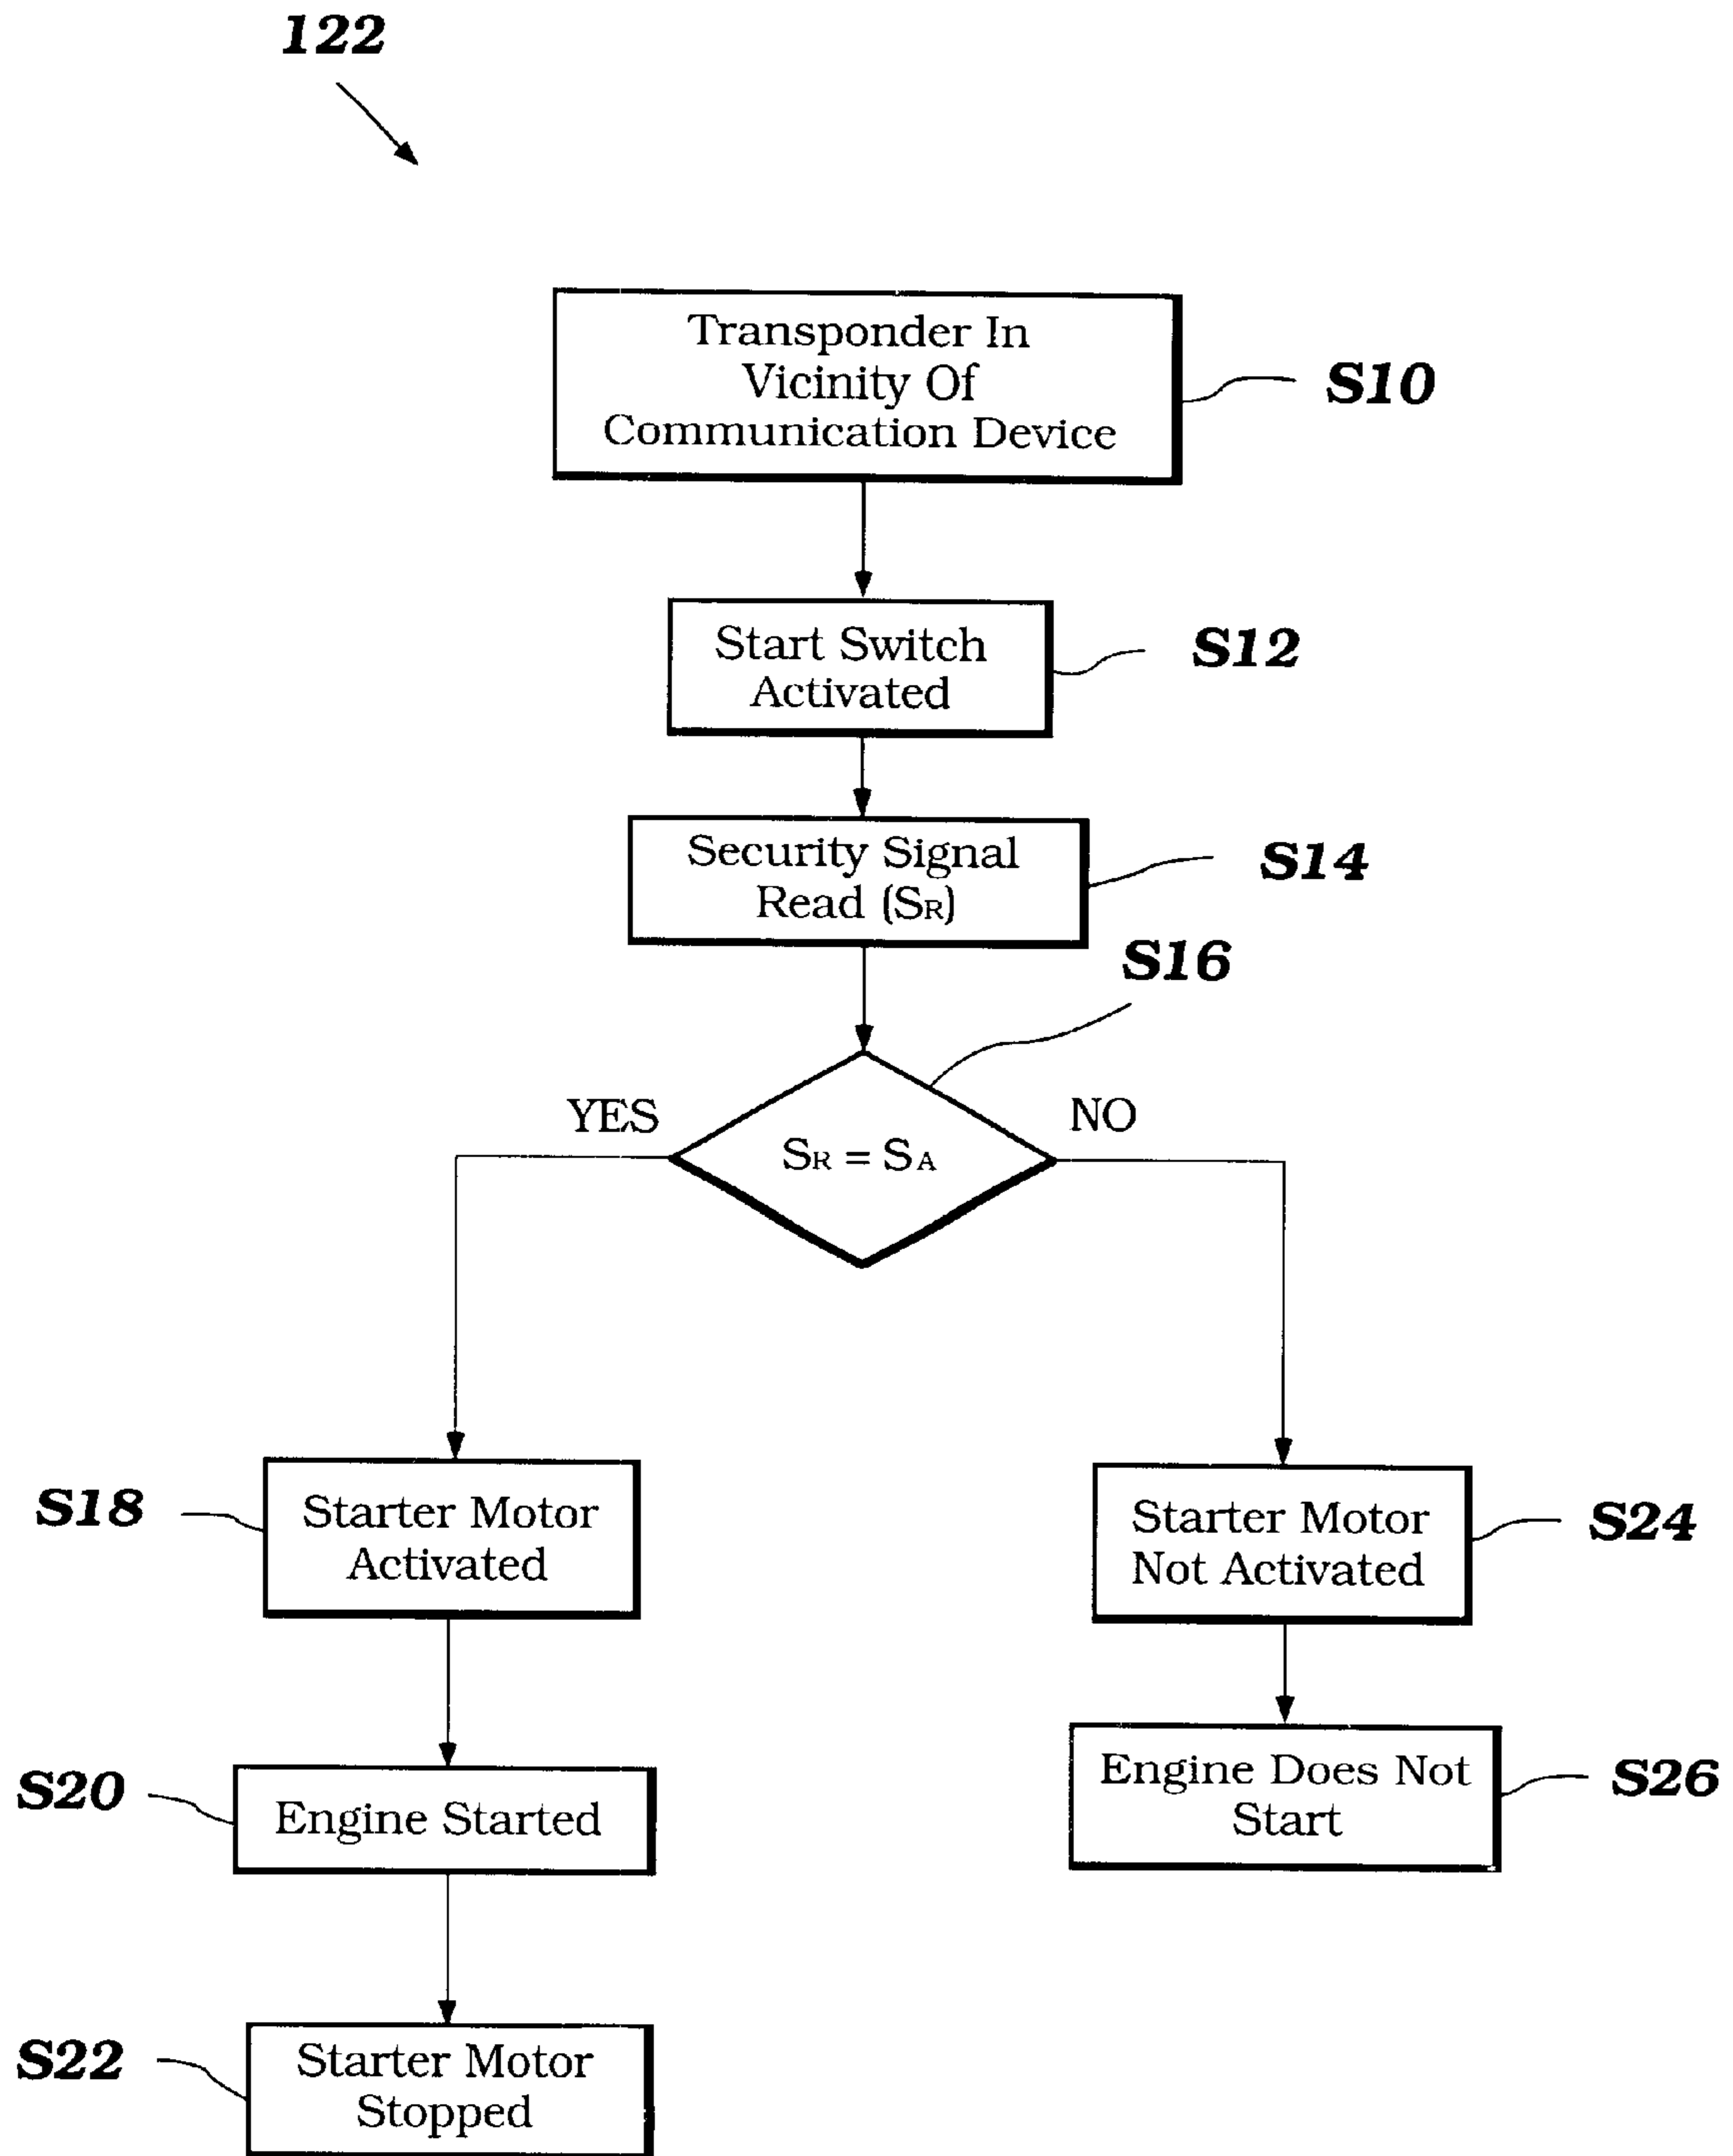 122
Transponder In
Vicinity Of
Communication Device
S10
Start Switch
Activated
S12
Security Signal
Read (SR)
S14
S16
YES
NO
SR = SA
S18
Starter Motor
Activated
Starter Motor
Not Activated
S24
S20
Engine Started
Engine Does Not
Start
S26
S22
Starter Motor
Stopped